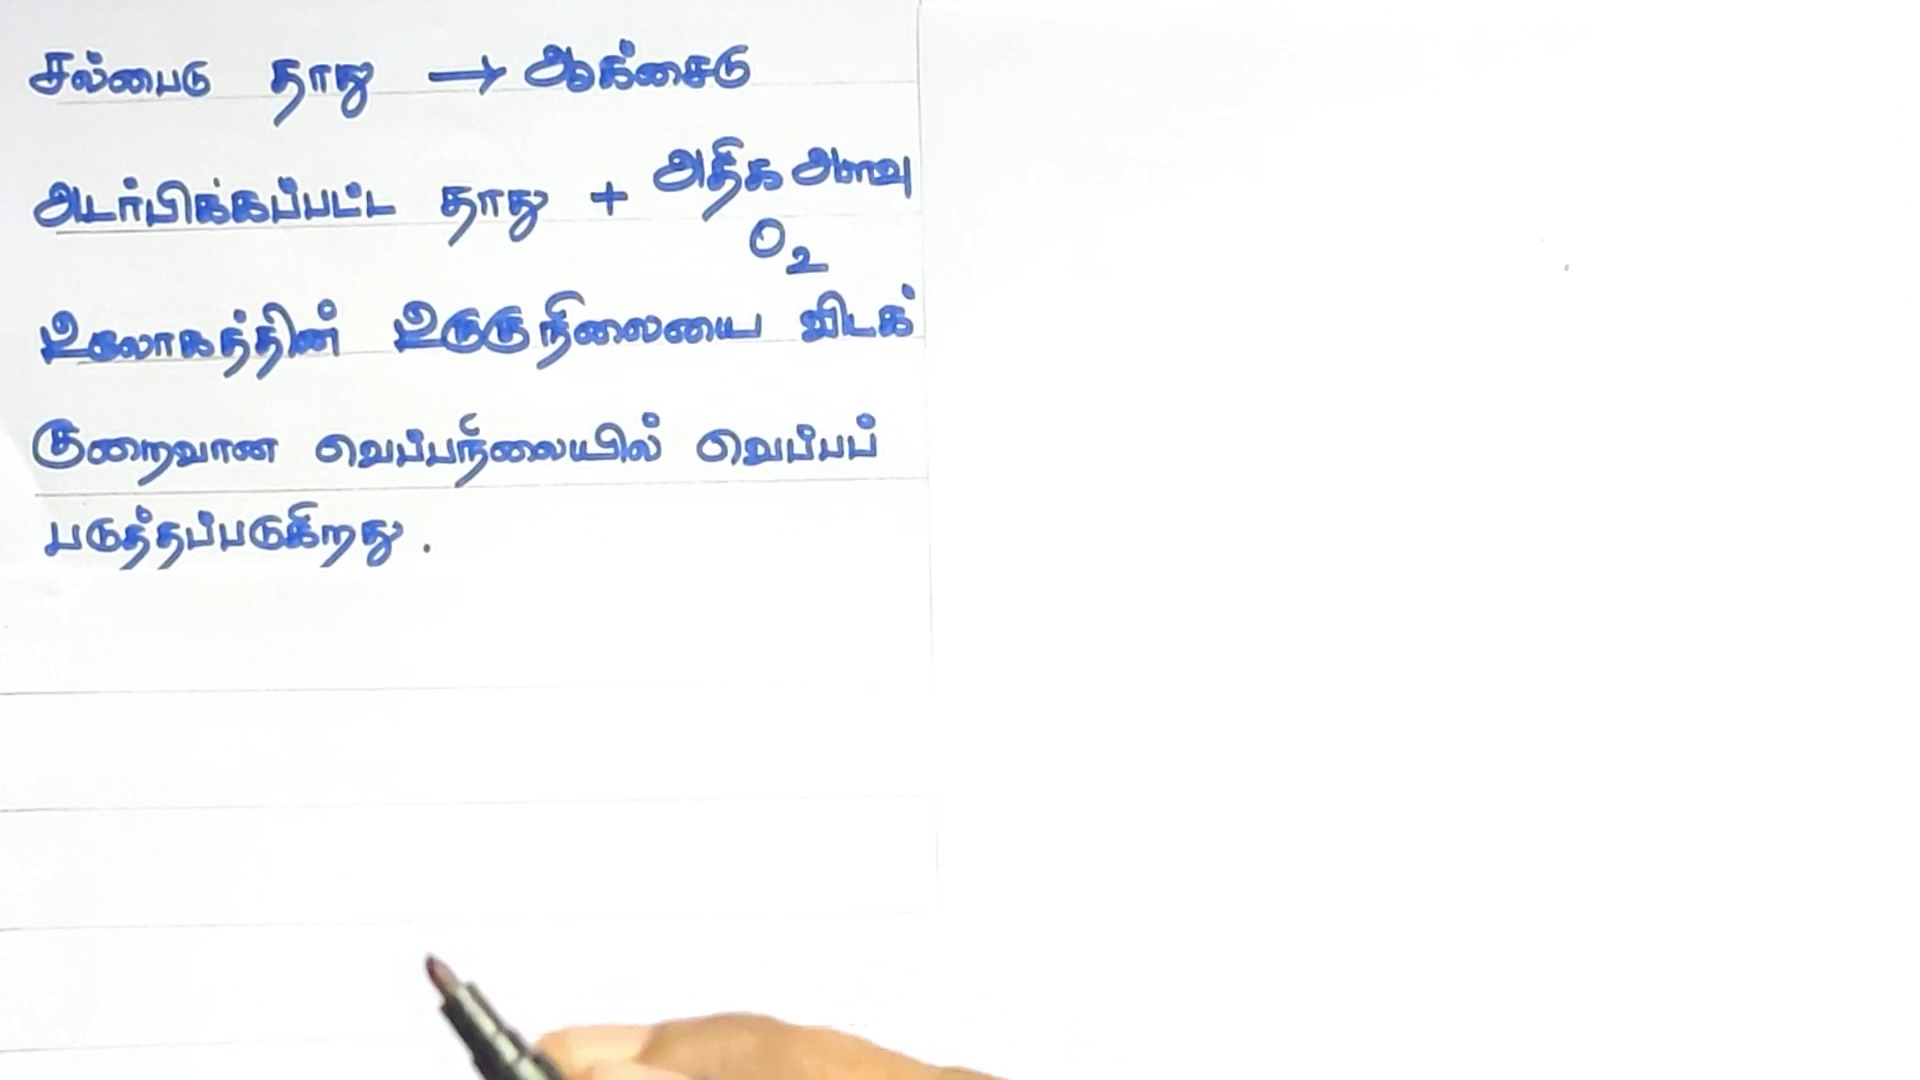 சல்பைடு தாது → ஆக்சைடு
அடர்பிக்கப்பட்ட தாது + அதிக அளவு
O₂
உலோகத்தின் உருகுநிலையை விடக்
குறைவான வெப்பநிலையில் வெப்பப்
படுத்தப்படுகிறது.